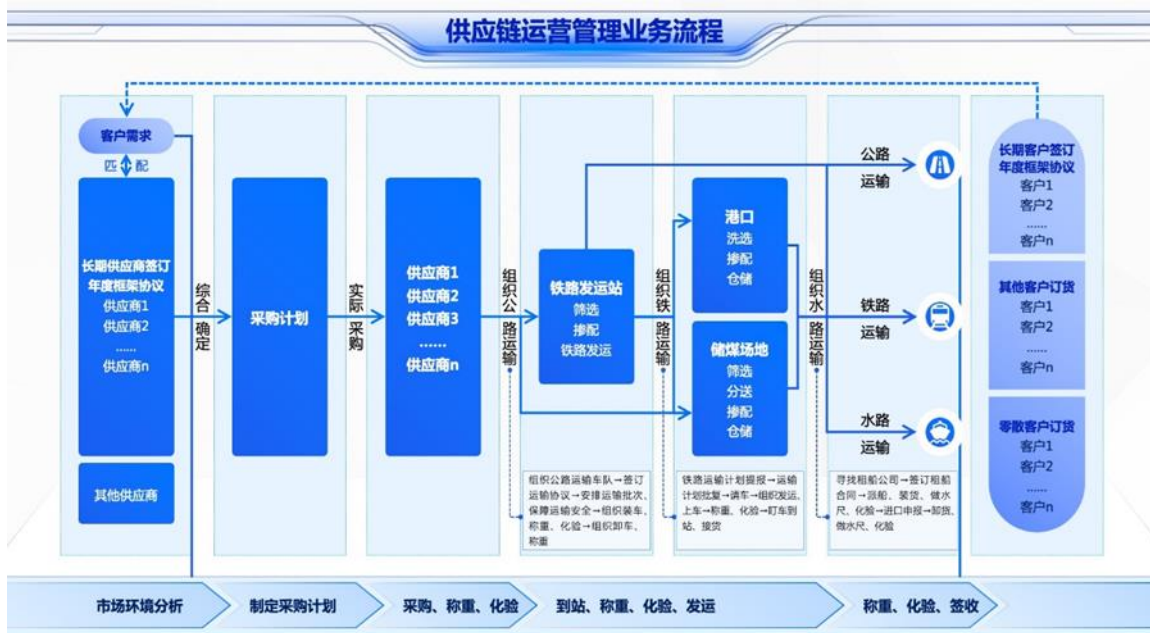 供应链运营管理业务流程
客户需求
匹 配
长期供应商签订
年度框架协议
供应商1
供应商2
......
供应商n
其他供应商
综合 确定
采购计划
实际 采购
供应商1
供应商2
供应商3
......
供应商n
组织公路运输
铁路发运站
筛选
掺配
铁路发运
组织铁路运输
港口
洗选
掺配
仓储
储煤场地
筛选
分送
掺配
仓储
组织水路运输
公路
运输
铁路
运输
水路
运输
长期客户签订
年度框架协议
客户1
客户2
......
客户n
其他客户订货
客户1
客户2
......
客户n
零散客户订货
客户1
客户2
......
客户n
组织公路运输车队→签订
运输协议→安排运输批次、
保障运输安全→组织装车、
称重、化验→组织卸车、
称重
铁路运输计划提报→运输
计划批复→请车→组织发运、
上车→称重、化验→盯车到
站、接货
寻找租船公司→签订租船
合同→派船、装货、做水
尺、化验→进口申报→卸货、
做水尺、化验
市场环境分析
制定采购计划
采购、称重、化验
到站、称重、化验、发运
称重、化验、签收